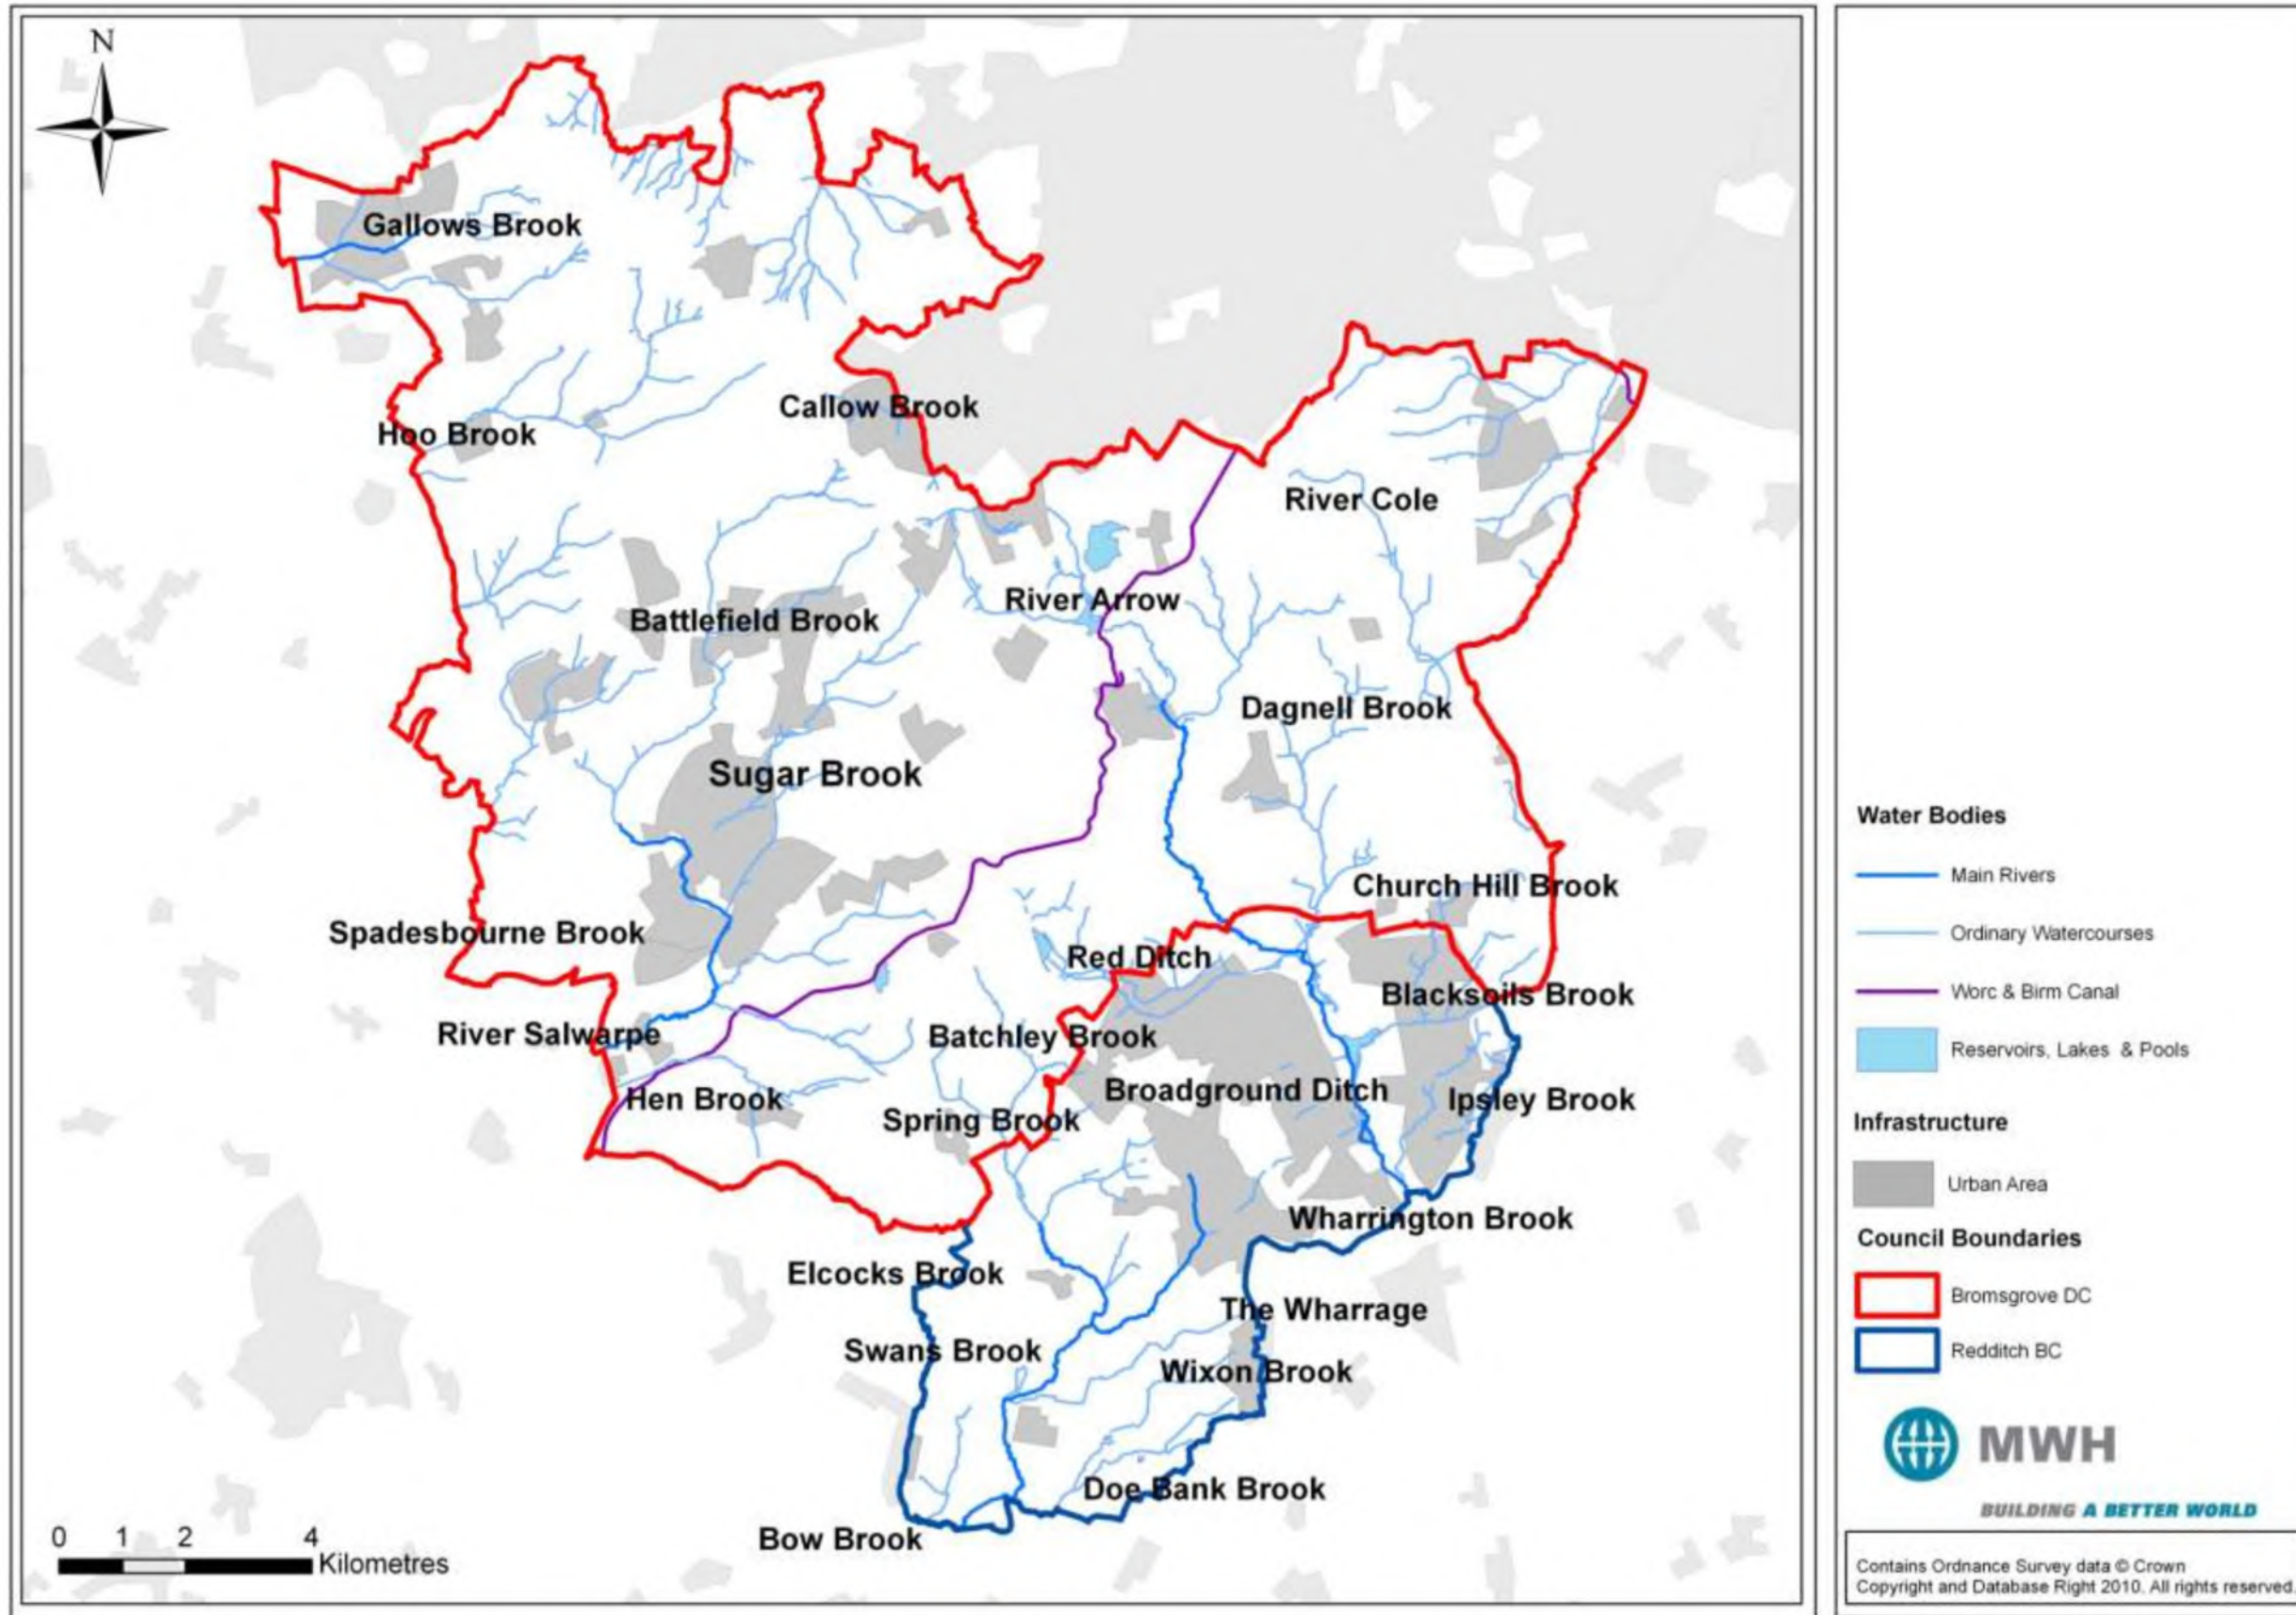 N
Gallows Brook
Callow Brook
Hoo Brook
River Cole
River Arrow
Battlefield Brook
Dagnell Brook
Sugar Brook
Church Hill Brook
Spadesbourne Brook
Red Ditch
Blacksoils Brook
River Salwarpe
Batchley Brook
Broadground Ditch
Hen Brook
Ipsley Brook
Spring Brook
Wharrington Brook
Elcocks Brook
The Wharrage
Swans Brook
Wixon Brook
Doe Bank Brook
Bow Brook
0 1 2 4
Kilometres
Water Bodies
Main Rivers
Ordinary Watercourses
Worc & Birm Canal
Reservoirs, Lakes & Pools
Infrastructure
Urban Area
Council Boundaries
Bromsgrove DC
Redditch BC
MWH
BUILDING A BETTER WORLD
Contains Ordnance Survey data © Crown
Copyright and Database Right 2010. All rights reserved.